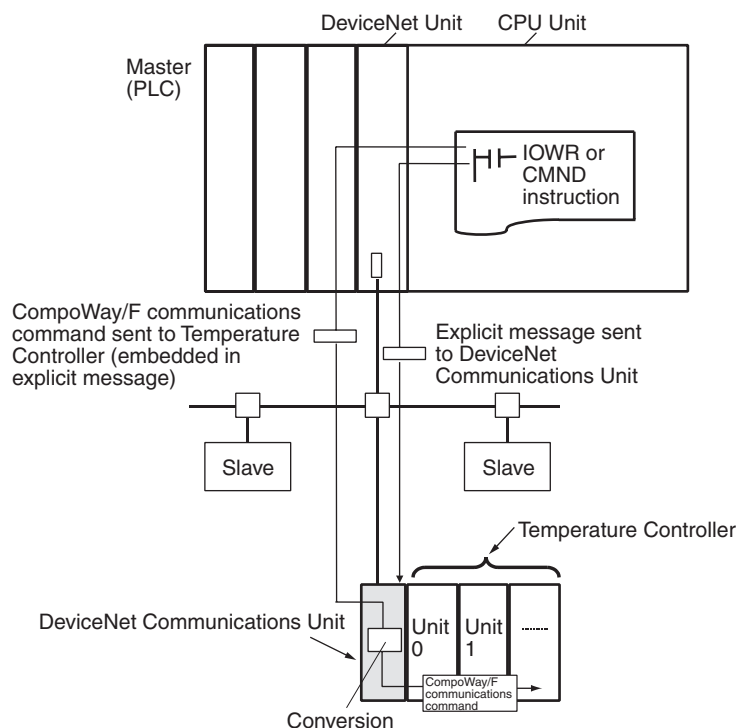 DeviceNet Unit
CPU Unit
Master
(PLC)
IOWR or
CMND
instruction
CompoWay/F communications
command sent to Temperature
Controller (embedded in
explicit message)
Explicit message sent
to DeviceNet
Communications Unit
Slave
Slave
Temperature Controller
DeviceNet Communications Unit
Unit
0
Unit
1
CompoWay/F
communications
command
Conversion